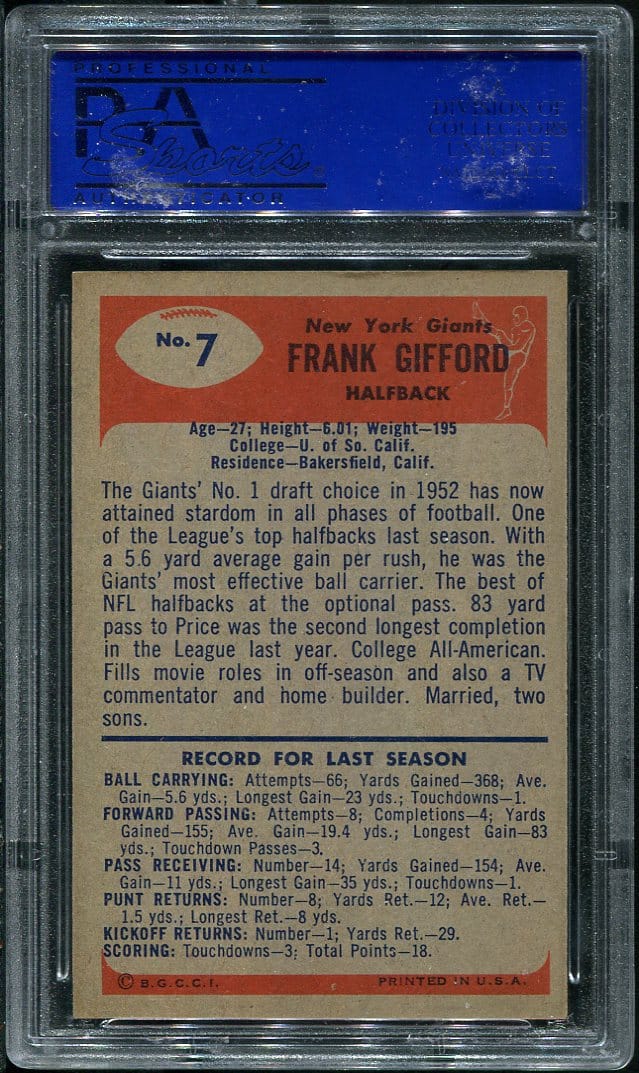 PROFESSIONAL
PSA
Sports®
AUTHENTICATOR
DIVISION OF
COLLECTORS
UNIVERSE
No. 7
New York Giants
FRANK GIFFORD
HALFBACK
Age—27; Height—6.01; Weight—195
College—U. of So. Calif.
Residence—Bakersfield, Calif.
The Giants' No. 1 draft choice in 1952 has now
attained stardom in all phases of football. One
of the League's top halfbacks last season. With
a 5.6 yard average gain per rush, he was the
Giants' most effective ball carrier. The best of
NFL halfbacks at the optional pass. 83 yard
pass to Price was the second longest completion
in the League last year. College All-American.
Fills movie roles in off-season and also a TV
commentator and home builder. Married, two
sons.
RECORD FOR LAST SEASON
BALL CARRYING: Attempts—66; Yards Gained—368; Ave.
Gain—5.6 yds.; Longest Gain—23 yds.; Touchdowns—1.
FORWARD PASSING: Attempts—8; Completions—4; Yards
Gained—155; Ave. Gain—19.4 yds.; Longest Gain—83
yds.; Touchdown Passes—3.
PASS RECEIVING: Number—14; Yards Gained—154; Ave.
Gain—11 yds.; Longest Gain—35 yds.; Touchdowns—1.
PUNT RETURNS: Number—8; Yards Ret.—12; Ave. Ret.—
1.5 yds.; Longest Ret.—8 yds.
KICKOFF RETURNS: Number—1; Yards Ret.—29.
SCORING: Touchdowns—3; Total Points—18.
© B.G.C.C.I. PRINTED IN U.S.A.